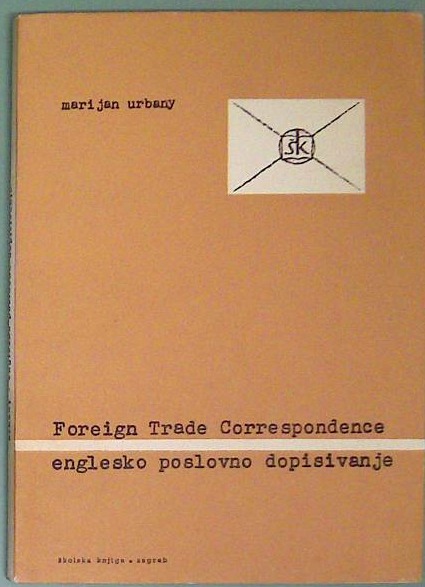 marijan urbany
šk
Foreign Trade Correspondence
englesko poslovno dopisivanje
školska knjiga • zagreb